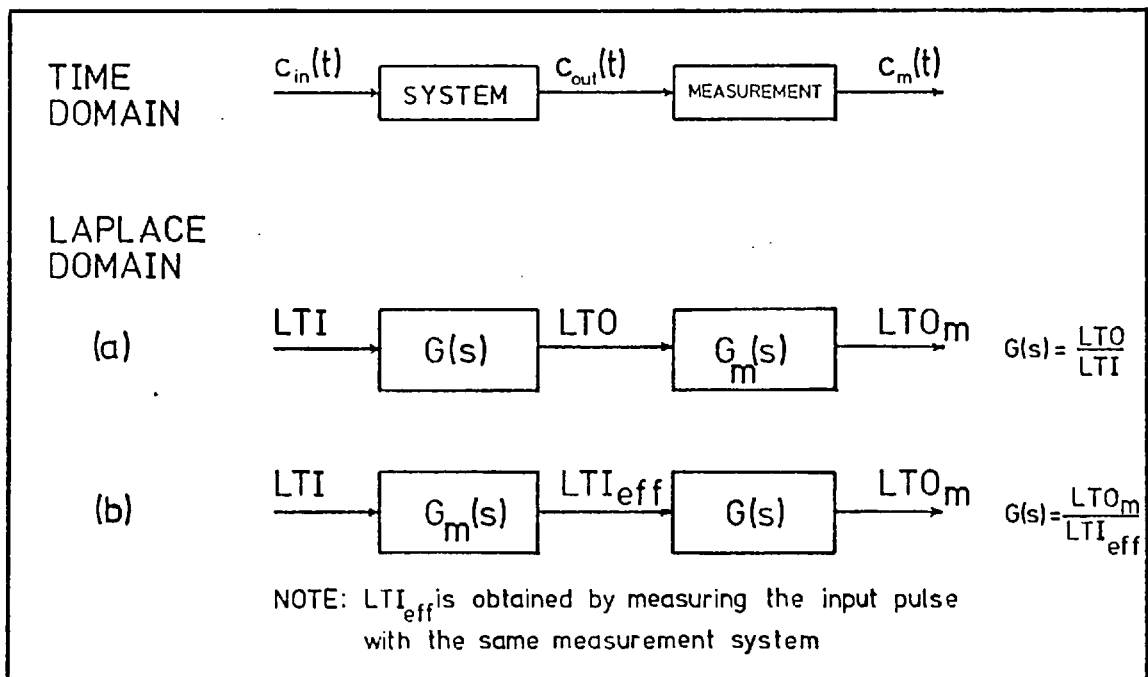 TIME
DOMAIN
c_in(t)
SYSTEM
c_out(t)
MEASUREMENT
c_m(t)
LAPLACE
DOMAIN
(a)
LTI
G(s)
LTO
G_m(s)
LTO_m
G(s) = LTO/LTI
(b)
LTI
G_m(s)
LTI_eff
G(s)
LTO_m
G(s) = LTO_m/LTI_eff
NOTE: LTI_eff is obtained by measuring the input pulse
with the same measurement system